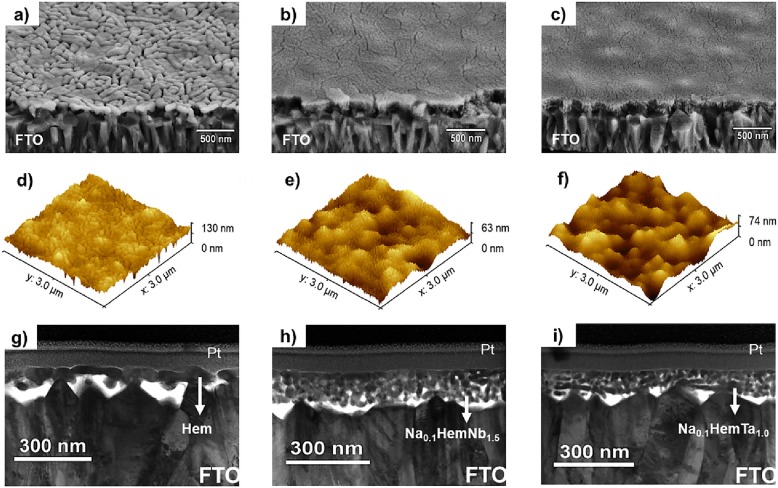 a)
FTO
500 nm
b)
500 nm
c)
FTO
500 nm
d)
130 nm
0 nm
y: 3.0 µm
x: 3.0 µm
e)
63 nm
0 nm
y: 3.0 µm
x: 3.0 µm
f)
74 nm
0 nm
y: 3.0 µm
x: 3.0 µm
g)
Pt
Hem
300 nm
FTO
h)
Pt
Na0.1HemNb1.5
300 nm
FTO
i)
Pt
Na0.1HemTa1.0
300 nm
FTO